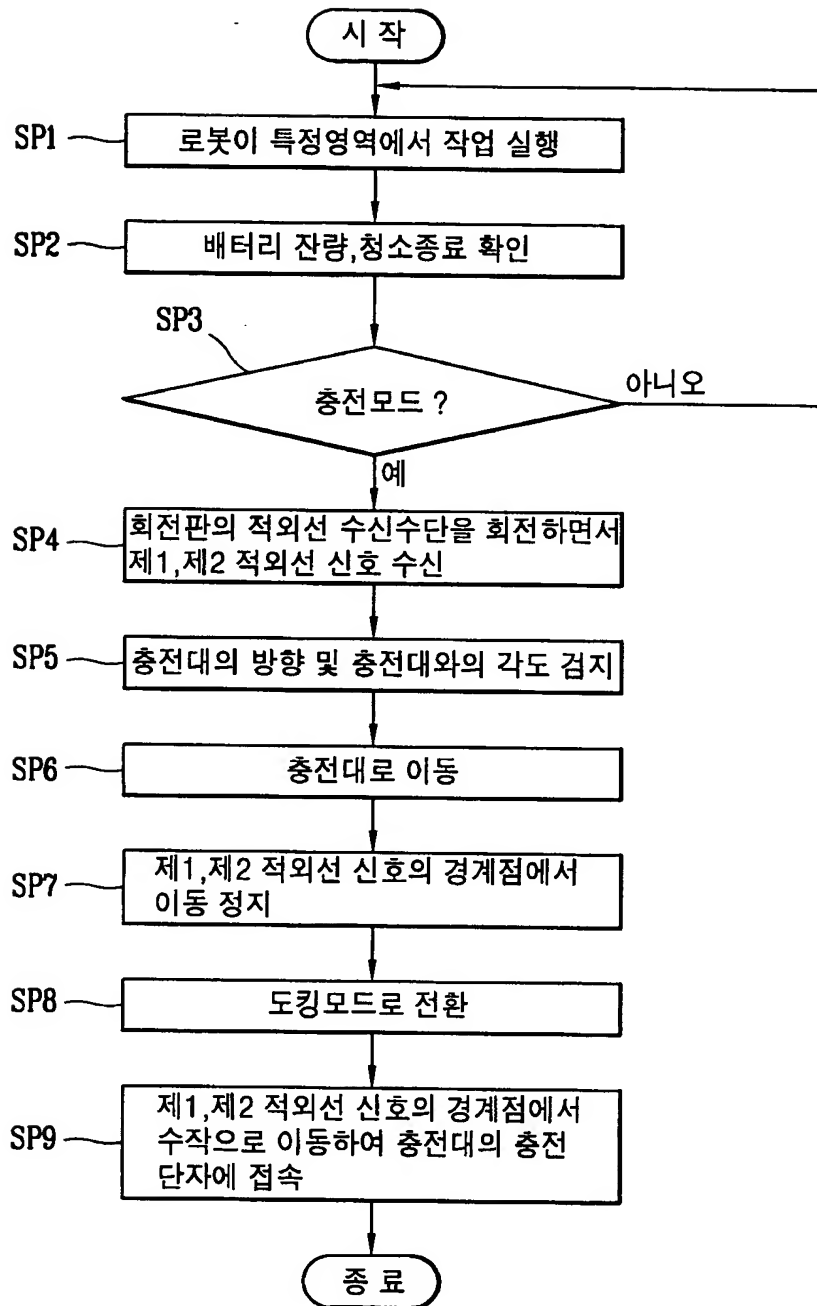 시 작
SP1
로봇이 특정영역에서 작업 실행
SP2
배터리 잔량,청소종료 확인
SP3
충전모드 ?
아니오
예
SP4
회전판의 적외선 수신수단을 회전하면서
제1,제2 적외선 신호 수신
SP5
충전대의 방향 및 충전대와의 각도 검지
SP6
충전대로 이동
SP7
제1,제2 적외선 신호의 경계점에서
이동 정지
SP8
도킹모드로 전환
SP9
제1,제2 적외선 신호의 경계점에서
수작으로 이동하여 충전대의 충전
단자에 접속
종 료